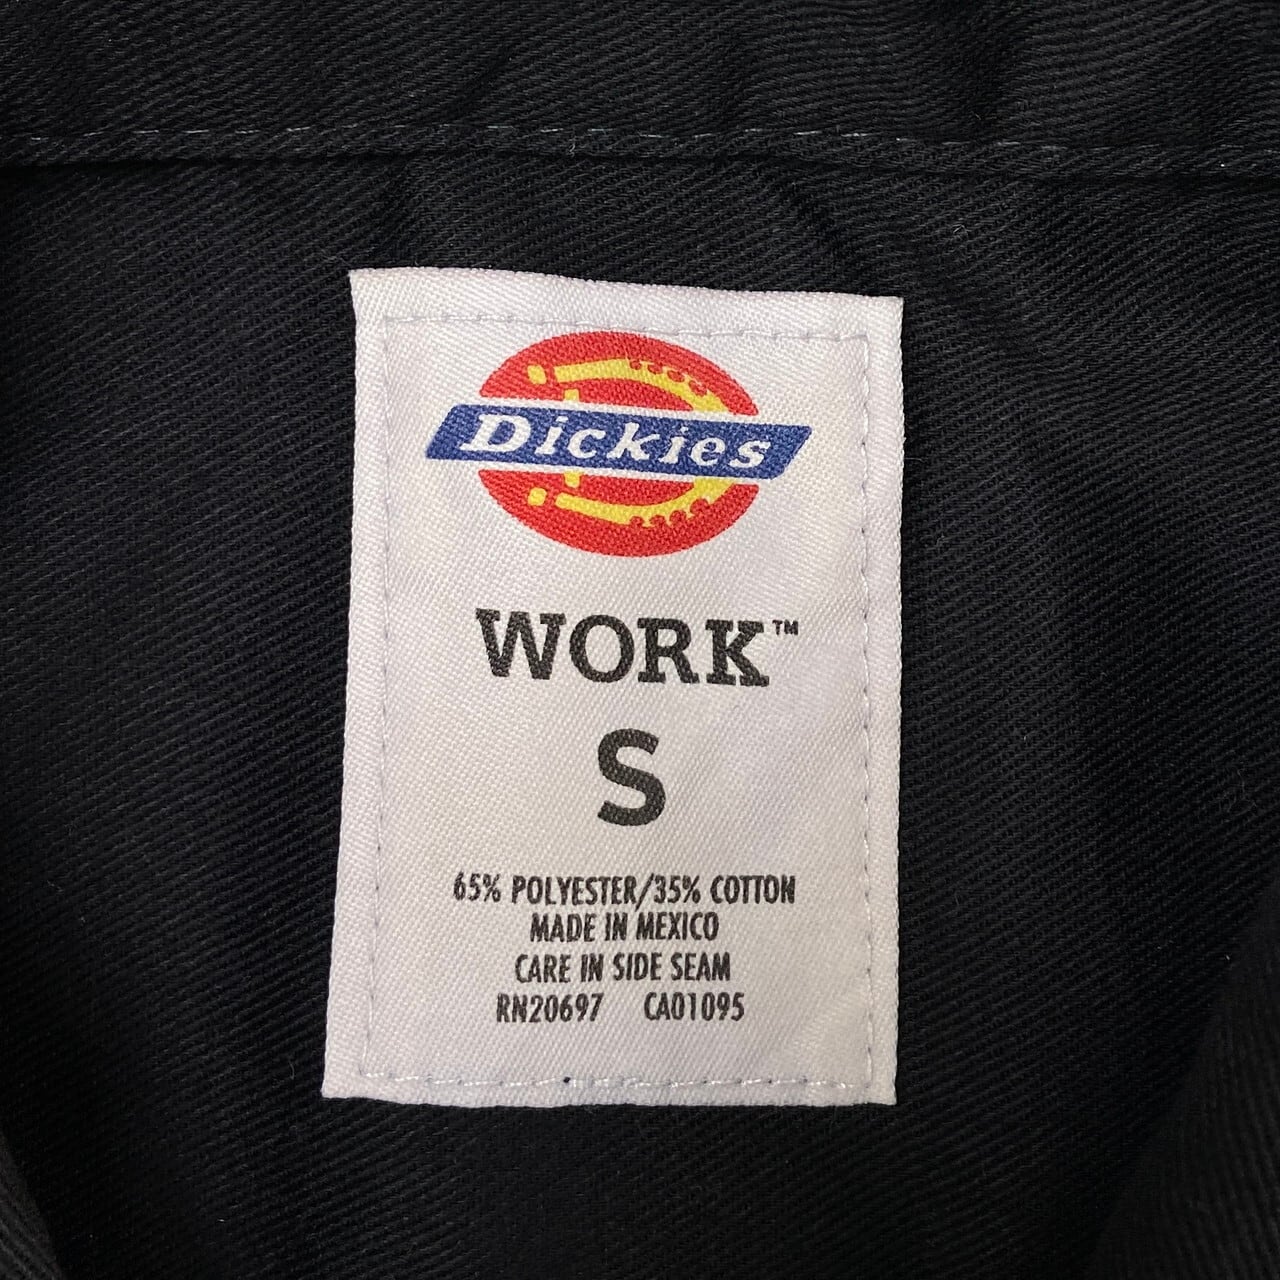 Dickies
WORK™
S
65% POLYESTER/35% COTTON
MADE IN MEXICO
CARE IN SIDE SEAM
RN20697 CA01095